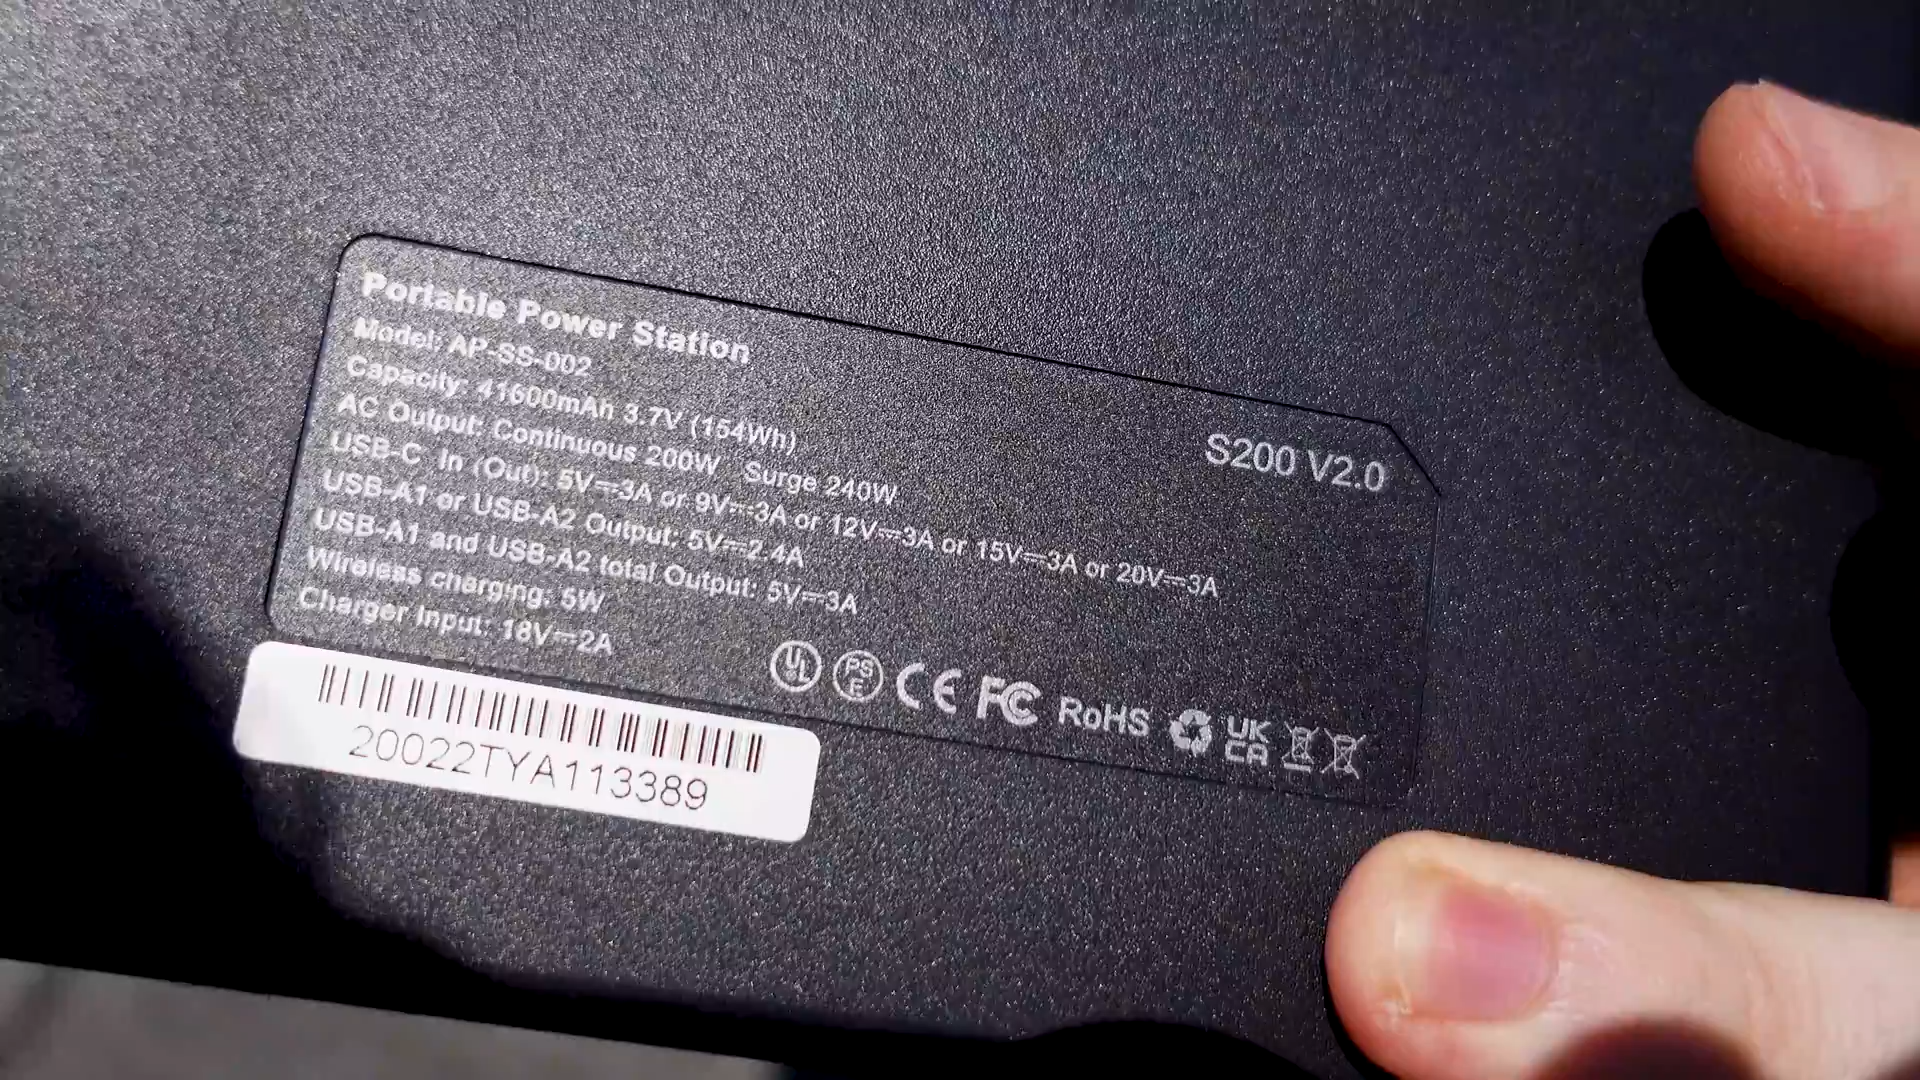 Portable Power Station
Model: AP-SS-002
Capacity: 41600mAh 3.7V (154Wh)
AC Output: Continuous 200W Surge 240W
USB-C In (Out): 5V⎓3A or 9V⎓3A or 12V⎓3A or 15V⎓3A or 20V⎓3A
USB-A1 or USB-A2 Output: 5V⎓2.4A
USB-A1 and USB-A2 total Output: 5V⎓3A
Wireless charging: 5W
Charger Input: 18V⎓2A
S200 V2.0
UL PSE CE FC RoHS UKCA
20022TYA113389